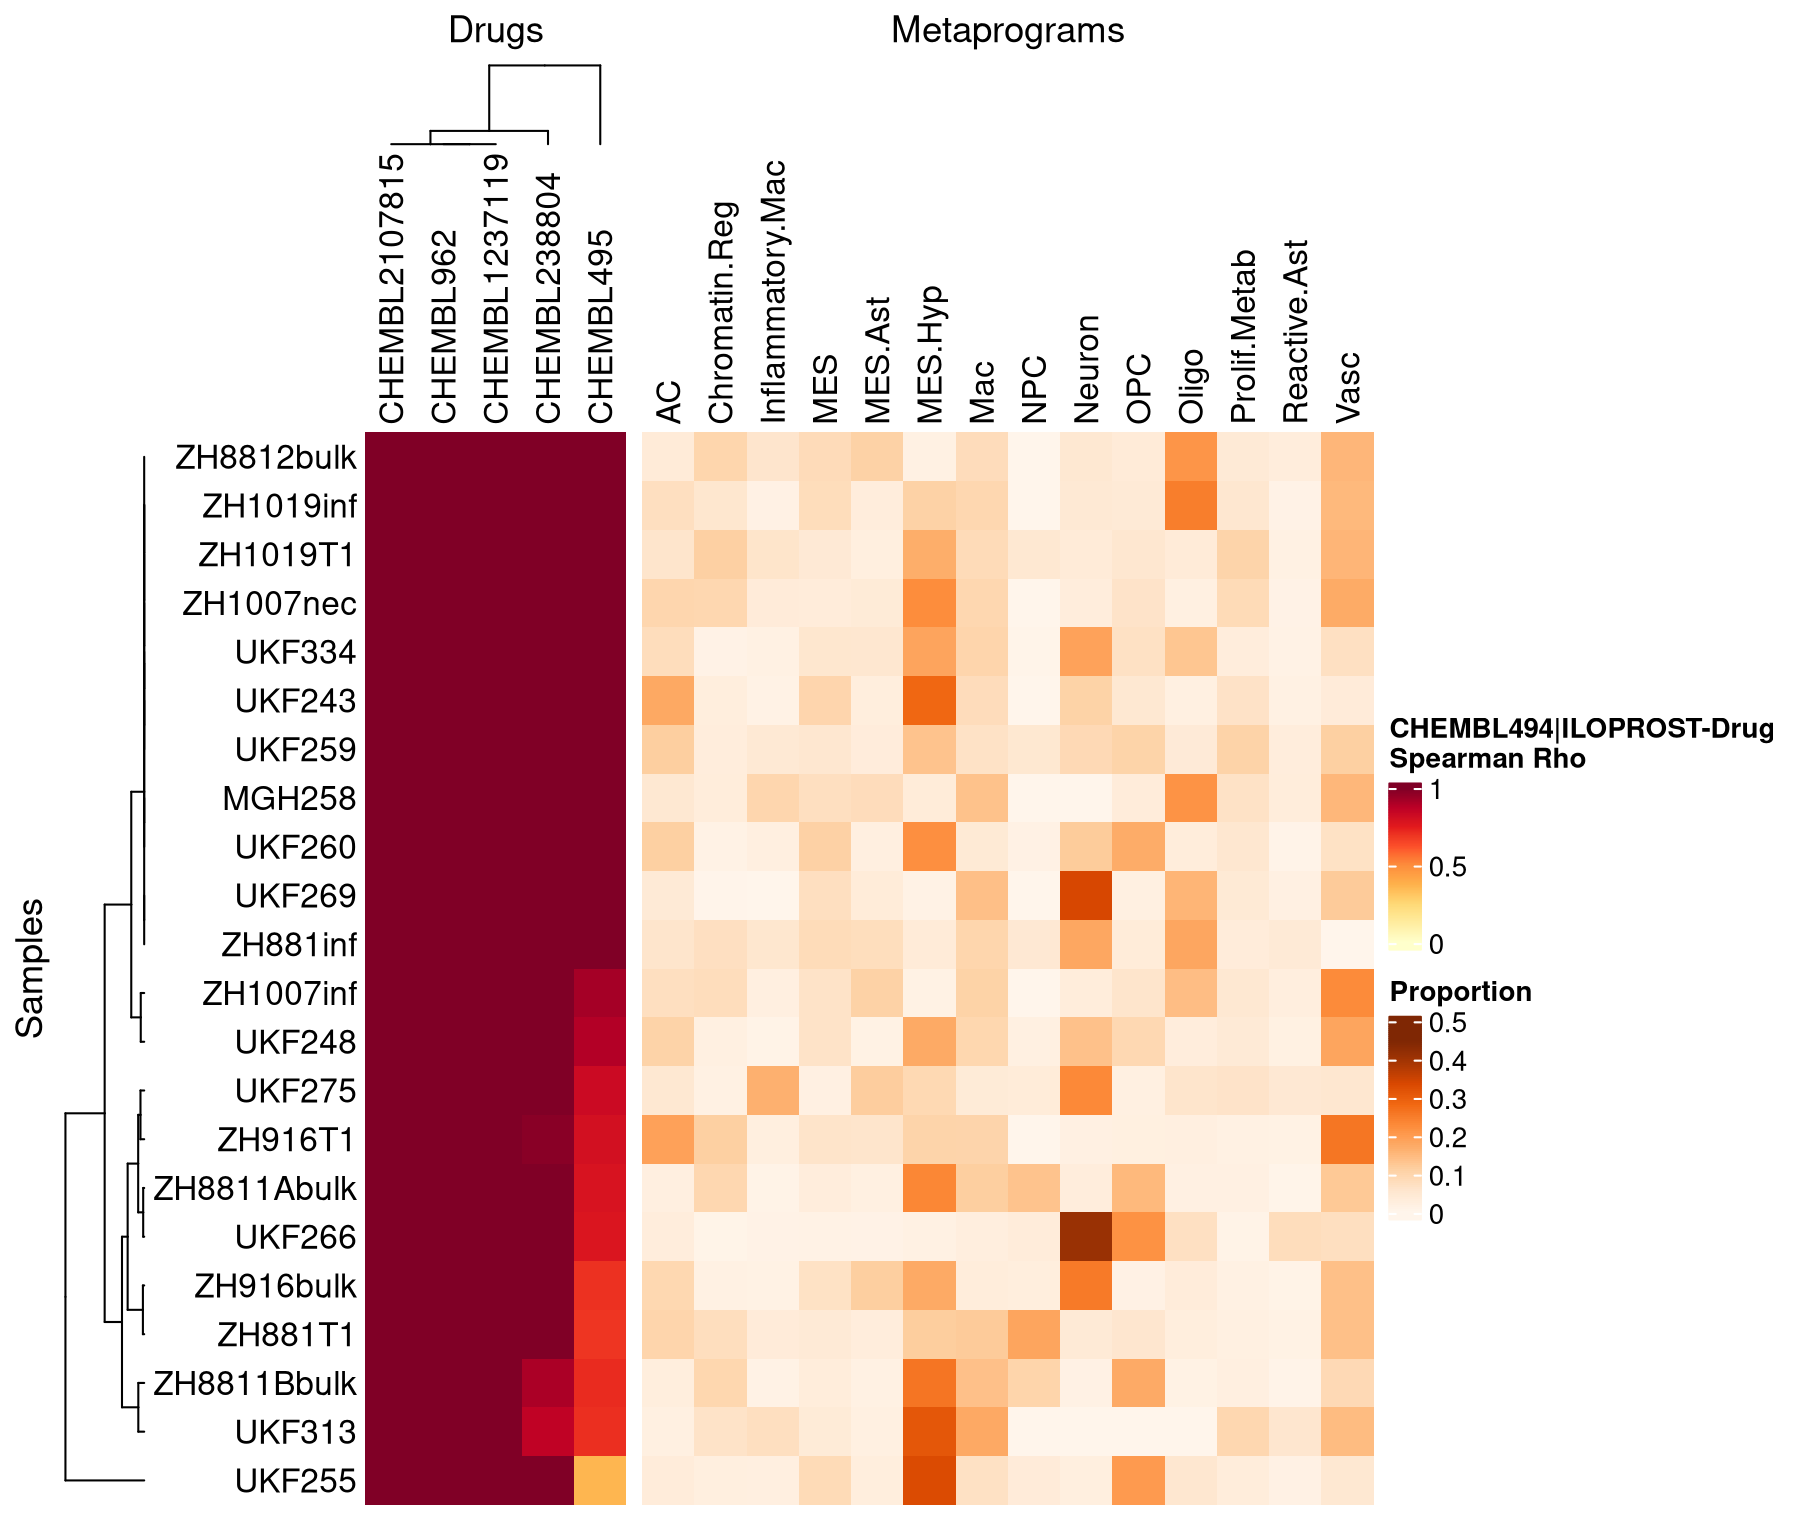 Drugs
Metaprograms
CHEMBL2107815
CHEMBL962
CHEMBL1237119
CHEMBL238804
CHEMBL495
AC
Chromatin.Reg
Inflammatory.Mac
MES
MES.Ast
MES.Hyp
Mac
NPC
Neuron
OPC
Oligo
Prolif.Metab
Reactive.Ast
Vasc
Samples
ZH8812bulk
ZH1019inf
ZH1019T1
ZH1007nec
UKF334
UKF243
UKF259
MGH258
UKF260
UKF269
ZH881inf
ZH1007inf
UKF248
UKF275
ZH916T1
ZH8811Abulk
UKF266
ZH916bulk
ZH881T1
ZH8811Bbulk
UKF313
UKF255
CHEMBL494|ILOPROST-Drug
Spearman Rho
1
0.5
0
Proportion
0.5
0.4
0.3
0.2
0.1
0